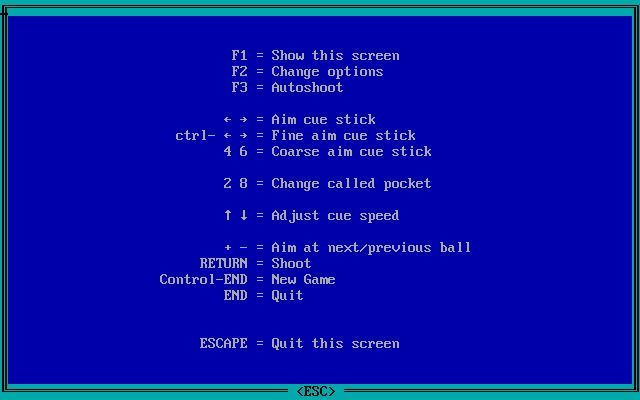 F1 = Show this screen
F2 = Change options
F3 = Autoshoot
← → = Aim cue stick
ctrl- ← → = Fine aim cue stick
4 6 = Coarse aim cue stick
2 8 = Change called pocket
↑ ↓ = Adjust cue speed
+ - = Aim at next/previous ball
RETURN = Shoot
Control-END = New Game
END = Quit
ESCAPE = Quit this screen
<ESC>